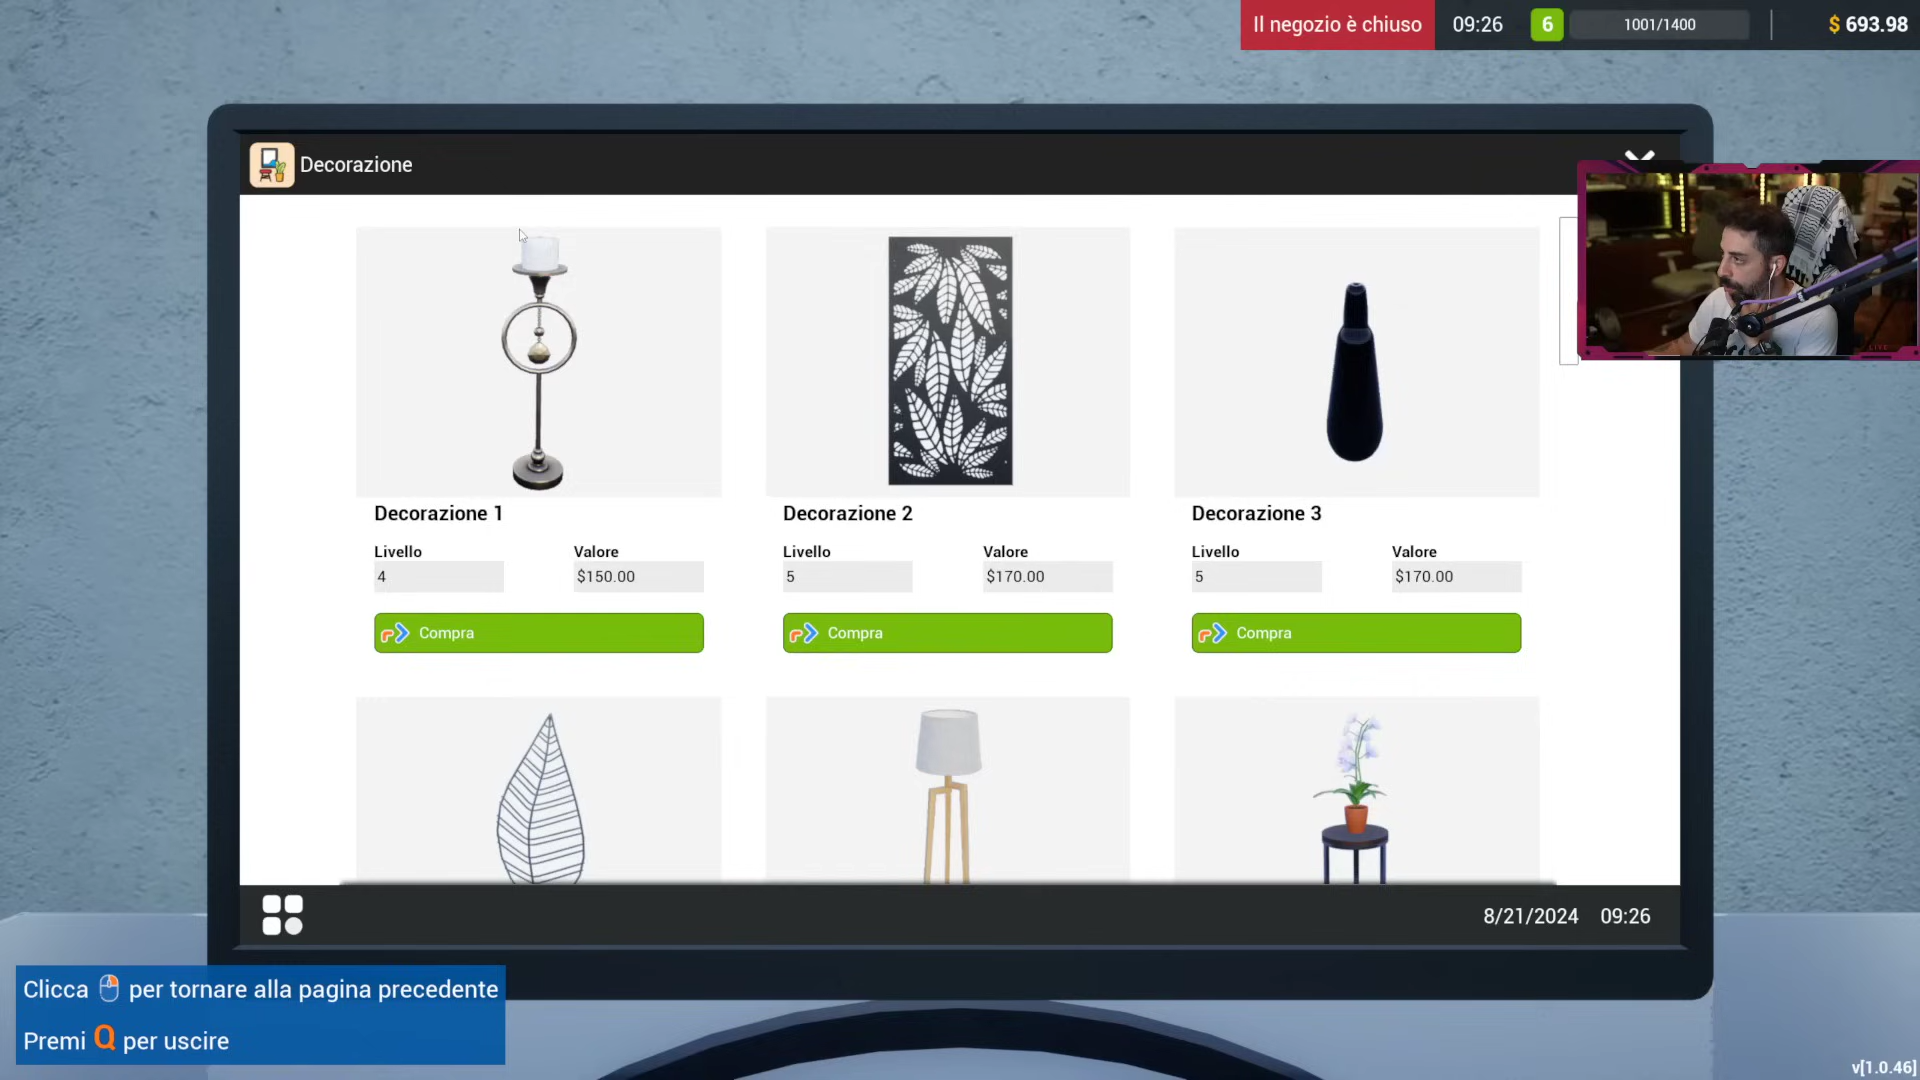 Il negozio è chiuso
09:26
6
1001/1400
$ 693.98
Decorazione
Decorazione 1
Livello
Valore
4
$150.00
Compra
Decorazione 2
Livello
Valore
5
$170.00
Compra
Decorazione 3
Livello
Valore
5
$170.00
Compra
LIVE
8/21/2024 09:26
Clicca per tornare alla pagina precedente
Premi Q per uscire
v[1.0.46]